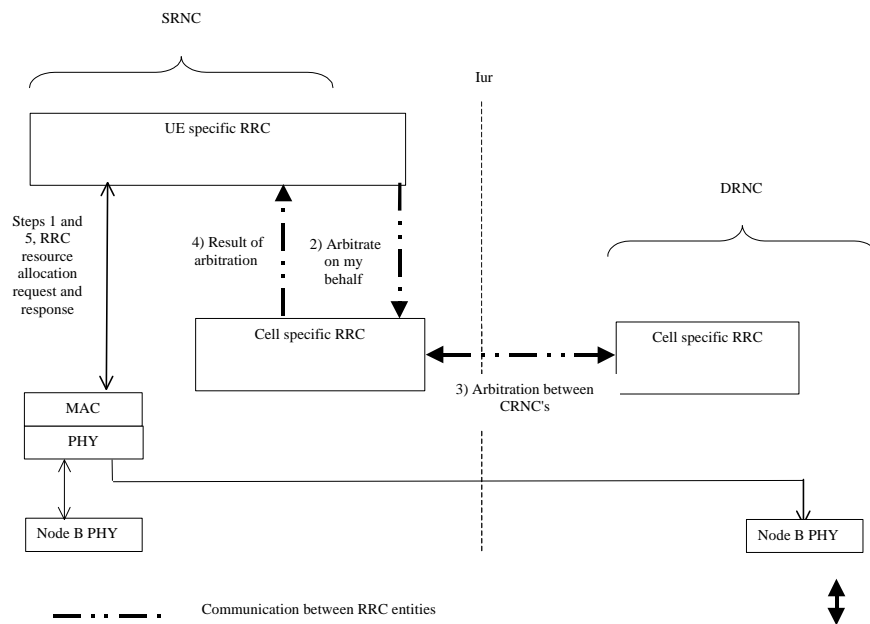 SRNC
Iur
UE specific RRC
DRNC
Steps 1 and
5, RRC
resource
allocation
request and
response
4) Result of
arbitration
2) Arbitrate
on my
behalf
Cell specific RRC
Cell specific RRC
3) Arbitration between
CRNC's
MAC
PHY
Node B PHY
Node B PHY
Communication between RRC entities